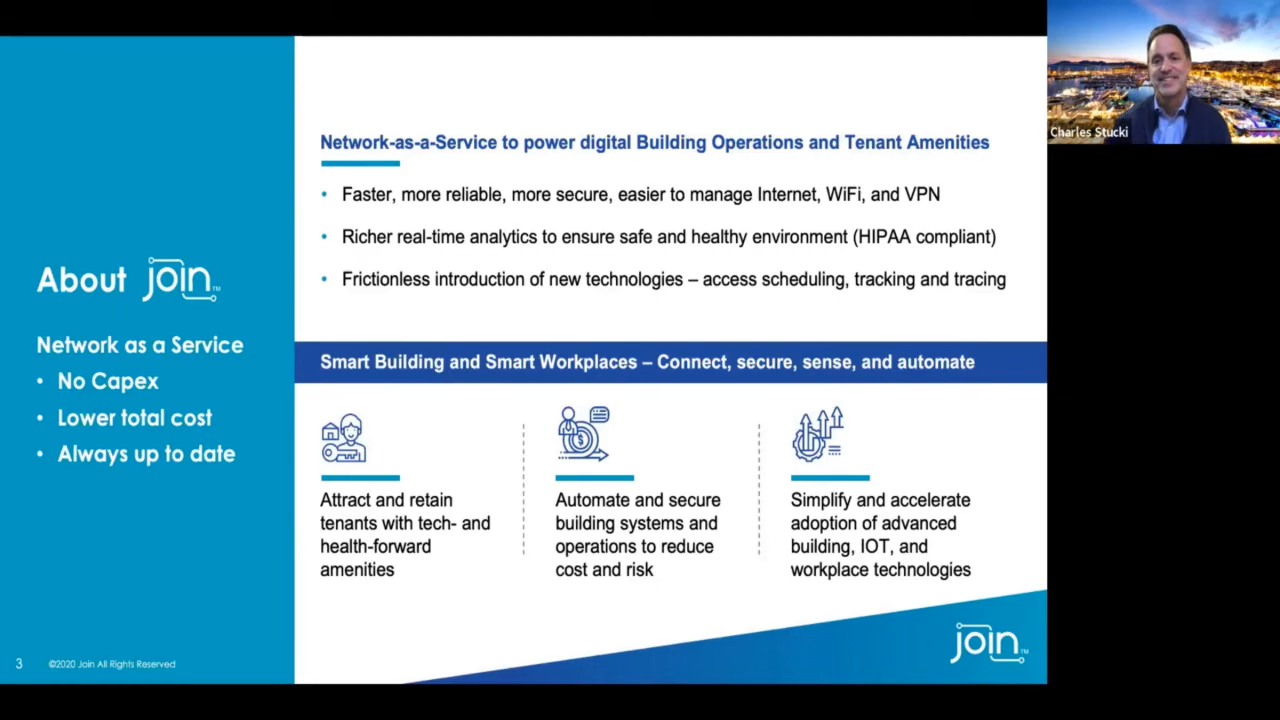 About join™
Network as a Service
• No Capex
• Lower total cost
• Always up to date
3 ©2020 Join All Rights Reserved
Network-as-a-Service to power digital Building Operations and Tenant Amenities
• Faster, more reliable, more secure, easier to manage Internet, WiFi, and VPN
• Richer real-time analytics to ensure safe and healthy environment (HIPAA compliant)
• Frictionless introduction of new technologies – access scheduling, tracking and tracing
Smart Building and Smart Workplaces – Connect, secure, sense, and automate
Attract and retain
tenants with tech- and
health-forward
amenities
Automate and secure
building systems and
operations to reduce
cost and risk
Simplify and accelerate
adoption of advanced
building, IOT, and
workplace technologies
join™
Charles Stucki